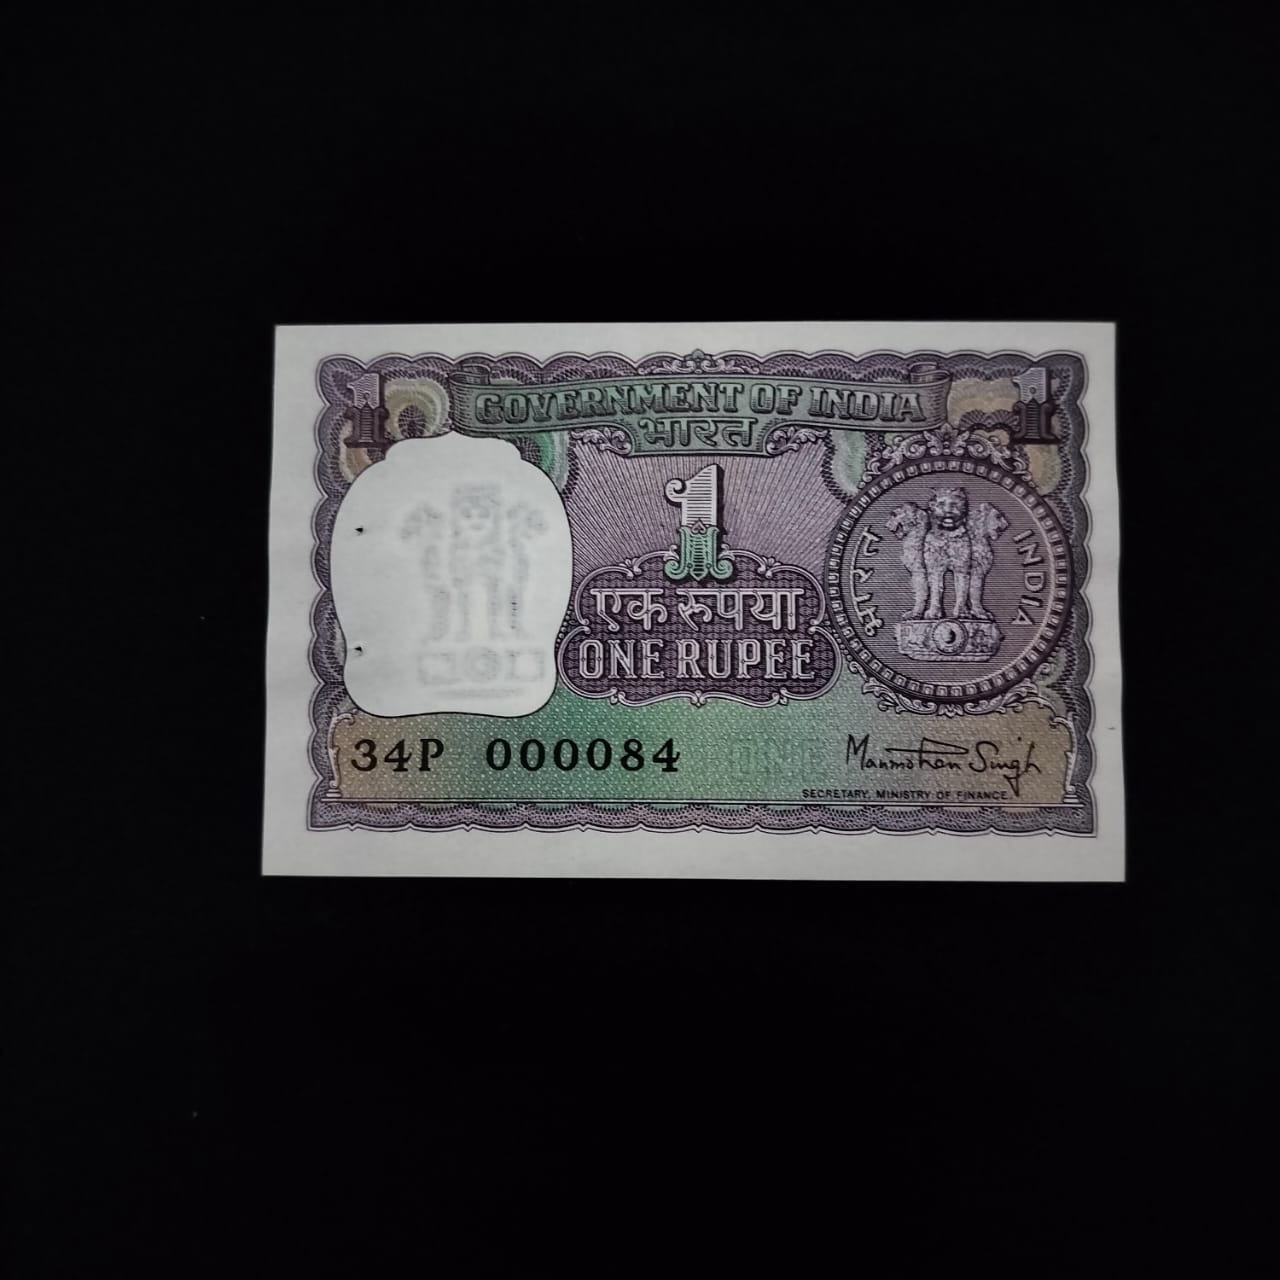 1 1
GOVERNMENT OF INDIA
भारत
1
एक रुपया
ONE RUPEE
भारत INDIA
34P 000084
Manmohan Singh
SECRETARY, MINISTRY OF FINANCE.